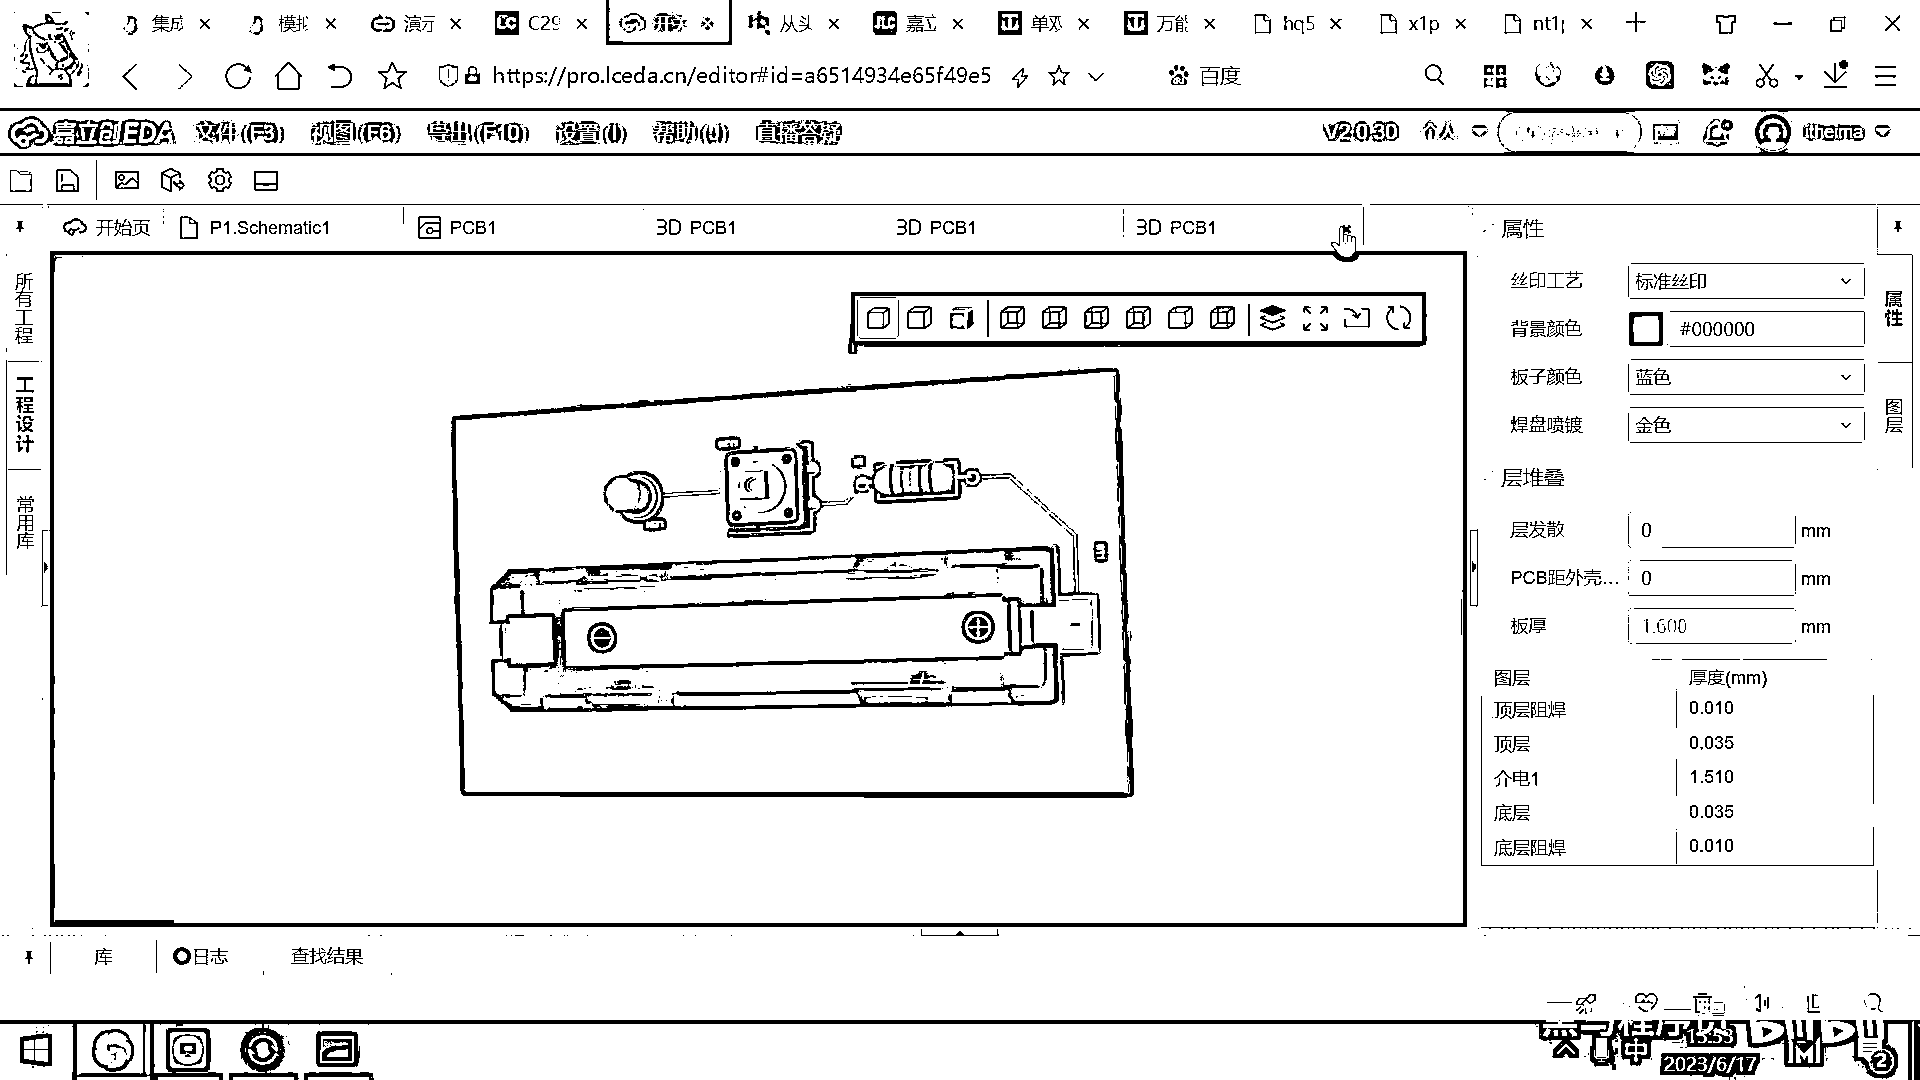 集成
模拟
演示
C29
开源
从头
嘉立
单双
万能
hq5
x1p
nt1p
https://pro.lceda.cn/editor#id=a6514934e65f49e5
百度
嘉立创EDA
文件(F3)
视图(F6)
导出(F10)
设置(I)
帮助(J)
直播答疑
V2.0.30
个人
itheima
开始页
P1.Schematic1
PCB1
3D PCB1
3D PCB1
3D PCB1
所有工程
工程设计
常用库
属性
丝印工艺
标准丝印
背景颜色
#000000
板子颜色
蓝色
焊盘喷镀
金色
层堆叠
层发散
0
mm
PCB距外壳...
0
mm
板厚
1.600
mm
图层
厚度(mm)
顶层阻焊
0.010
顶层
0.035
介电1
1.510
底层
0.035
底层阻焊
0.010
属性
图层
库
日志
查找结果
黑马程序员
中
15:53
2023/6/17
2